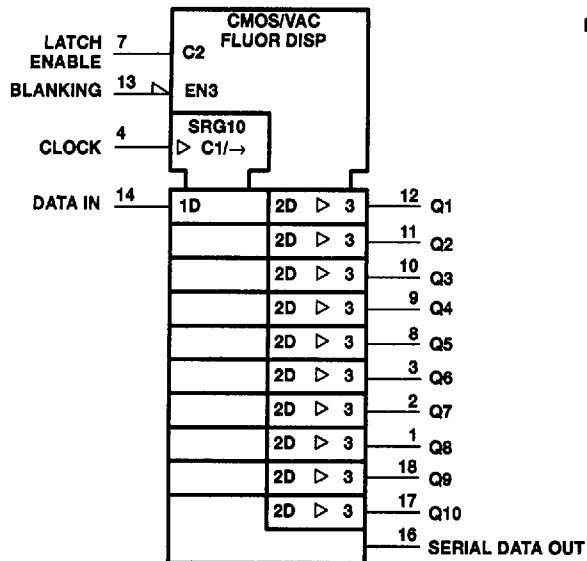 CMOS/VAC
FLUOR DISP
LATCH ENABLE 7 C2
BLANKING 13 EN3
SRG10
CLOCK 4 ▷ C1/→
DATA IN 14 1D 2D ▷ 3 12 Q1
2D ▷ 3 11 Q2
2D ▷ 3 10 Q3
2D ▷ 3 9 Q4
2D ▷ 3 8 Q5
2D ▷ 3 3 Q6
2D ▷ 3 2 Q7
2D ▷ 3 1 Q8
2D ▷ 3 18 Q9
2D ▷ 3 17 Q10
16 SERIAL DATA OUT